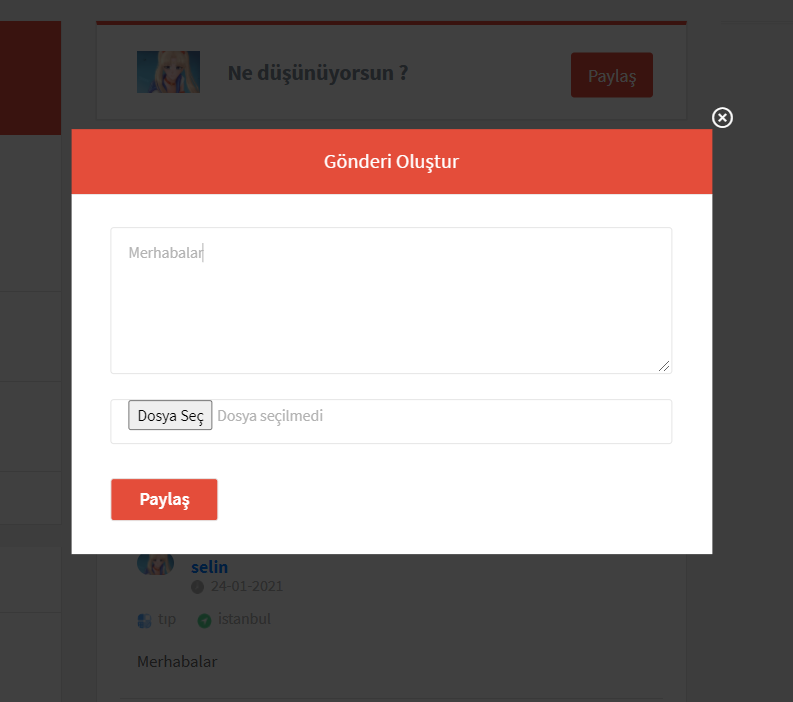 Ne düşünüyorsun ?
Paylaş
Gönderi Oluştur
Merhabalar
Dosya Seç Dosya seçilmedi
Paylaş
selin
24-01-2021
tıp istanbul
Merhabalar